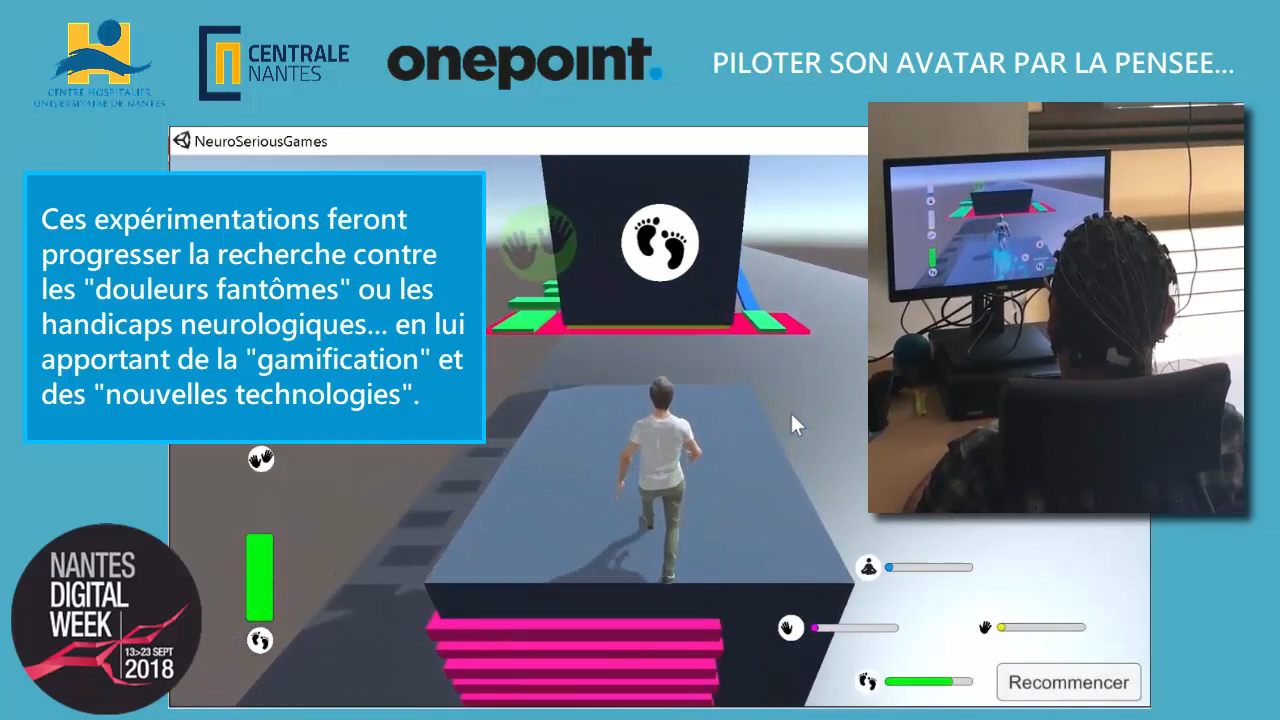 CENTRE HOSPITALIER
UNIVERSITAIRE DE NANTES
CENTRALE
NANTES
onepoint.
PILOTER SON AVATAR PAR LA PENSEE...
NeuroSeriousGames
Ces expérimentations feront
progresser la recherche contre
les "douleurs fantômes" ou les
handicaps neurologiques... en lui
apportant de la "gamification" et
des "nouvelles technologies".
NANTES
DIGITAL
WEEK
13>23 SEPT
2018
Recommencer